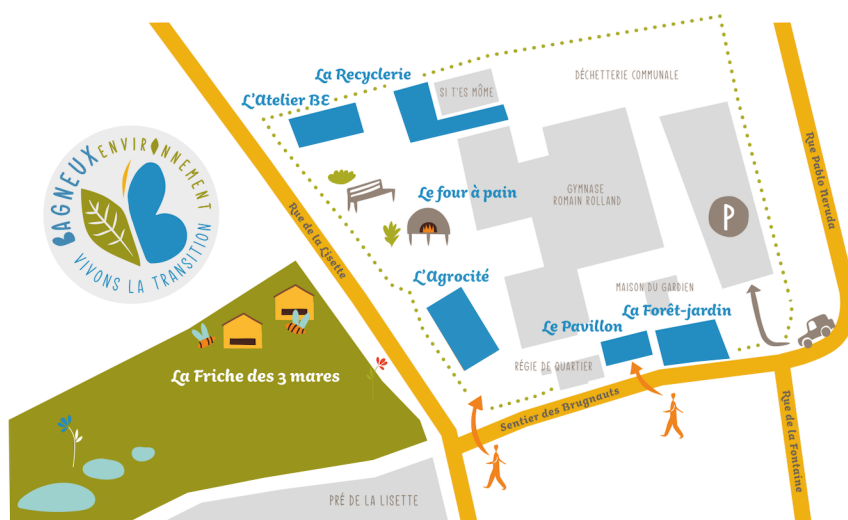 La Recyclerie
L'Atelier BE
SI T'ES MÔME
DÉCHETTERIE COMMUNALE
BAGNEUX ENVIRONNEMENT
VIVONS LA TRANSITION
Rue de la Lisette
Le four à pain
GYMNASE
ROMAIN ROLLAND
P
Rue Pablo Neruda
L'Agrocité
MAISON DU GARDIEN
La Forêt-jardin
Le Pavillon
RÉGIE DE QUARTIER
La Friche des 3 mares
Sentier des Brugnauts
Rue de la Fontaine
PRÉ DE LA LISETTE